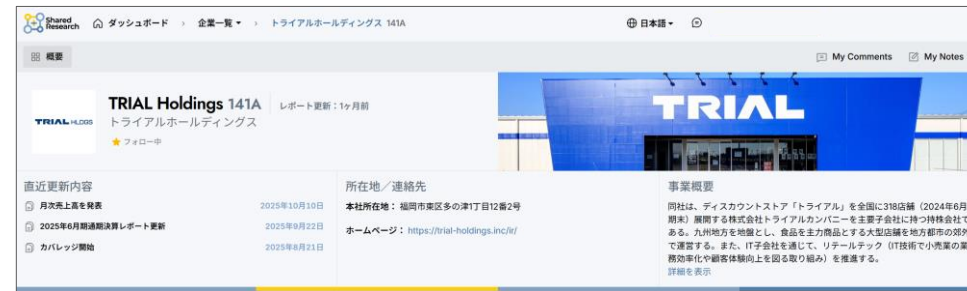 Shared Research
ダッシュボード
企業一覧
トライアルホールディングス 141A
日本語
概要
My Comments
My Notes
TRIAL HLDGS
TRIAL Holdings 141A
レポート更新：1ヶ月前
トライアルホールディングス
フォロー中
TRIAL
直近更新内容
月次売上高を発表 2025年10月10日
2025年6月期通期決算レポート更新 2025年9月22日
カバレッジ開始 2025年8月21日
所在地／連絡先
本社所在地： 福岡市東区多の津1丁目12番2号
ホームページ： https://trial-holdings.inc/ir/
事業概要
同社は、ディスカウントストア「トライアル」を全国に318店舗（2024年6月
期末）展開する株式会社トライアルカンパニーを主要子会社に持つ持株会社で
ある。九州地方を地盤とし、食品を主力商品とする大型店舗を地方都市の郊外
で運営する。また、IT子会社を通じて、リテールテック（IT技術で小売業の業
務効率化や顧客体験向上を図る取り組み）を推進する。
詳細を表示